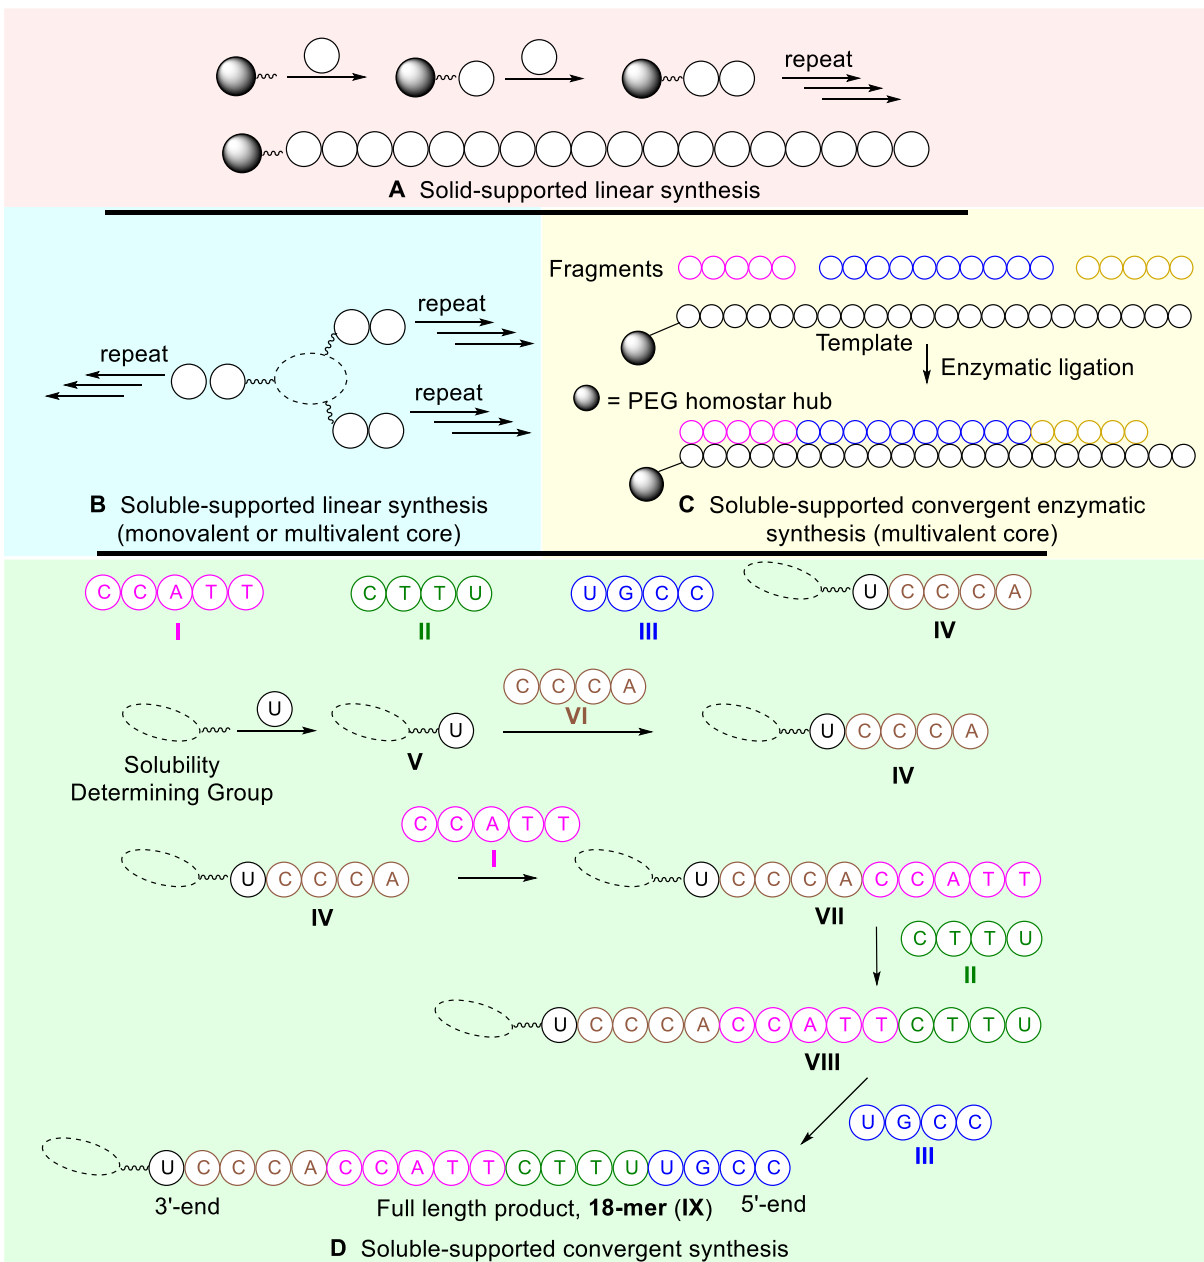 repeat
A Solid-supported linear synthesis
repeat
repeat
repeat
B Soluble-supported linear synthesis
(monovalent or multivalent core)
Fragments
Template
Enzymatic ligation
= PEG homostar hub
C Soluble-supported convergent enzymatic
synthesis (multivalent core)
C C A T T
I
C T T U
II
U G C C
III
U C C C A
IV
Solubility
Determining Group
U
U
V
C C C A
VI
U C C C A
IV
U C C C A
IV
C C A T T
I
U C C C A C C A T T
VII
C T T U
II
U C C C A C C A T T C T T U
VIII
U G C C
III
U C C C A C C A T T C T T U U G C C
3'-end
Full length product, 18-mer (IX)
5'-end
D Soluble-supported convergent synthesis